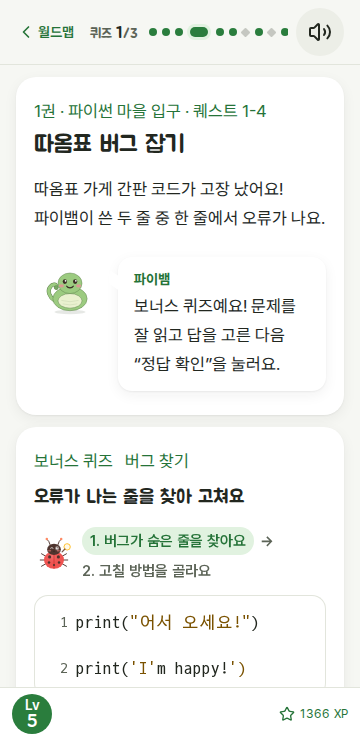 월드맵 퀴즈 1/3
1권 · 파이썬 마을 입구 · 퀘스트 1-4
따옴표 버그 잡기
따옴표 가게 간판 코드가 고장 났어요!
파이뱀이 쓴 두 줄 중 한 줄에서 오류가 나요.
파이뱀
보너스 퀴즈예요! 문제를
잘 읽고 답을 고른 다음
“정답 확인”을 눌러요.
보너스 퀴즈 버그 찾기
오류가 나는 줄을 찾아 고쳐요
1. 버그가 숨은 줄을 찾아요 →
2. 고칠 방법을 골라요
1 print("어서 오세요!")
2 print('I'm happy!')
Lv
5
1366 XP